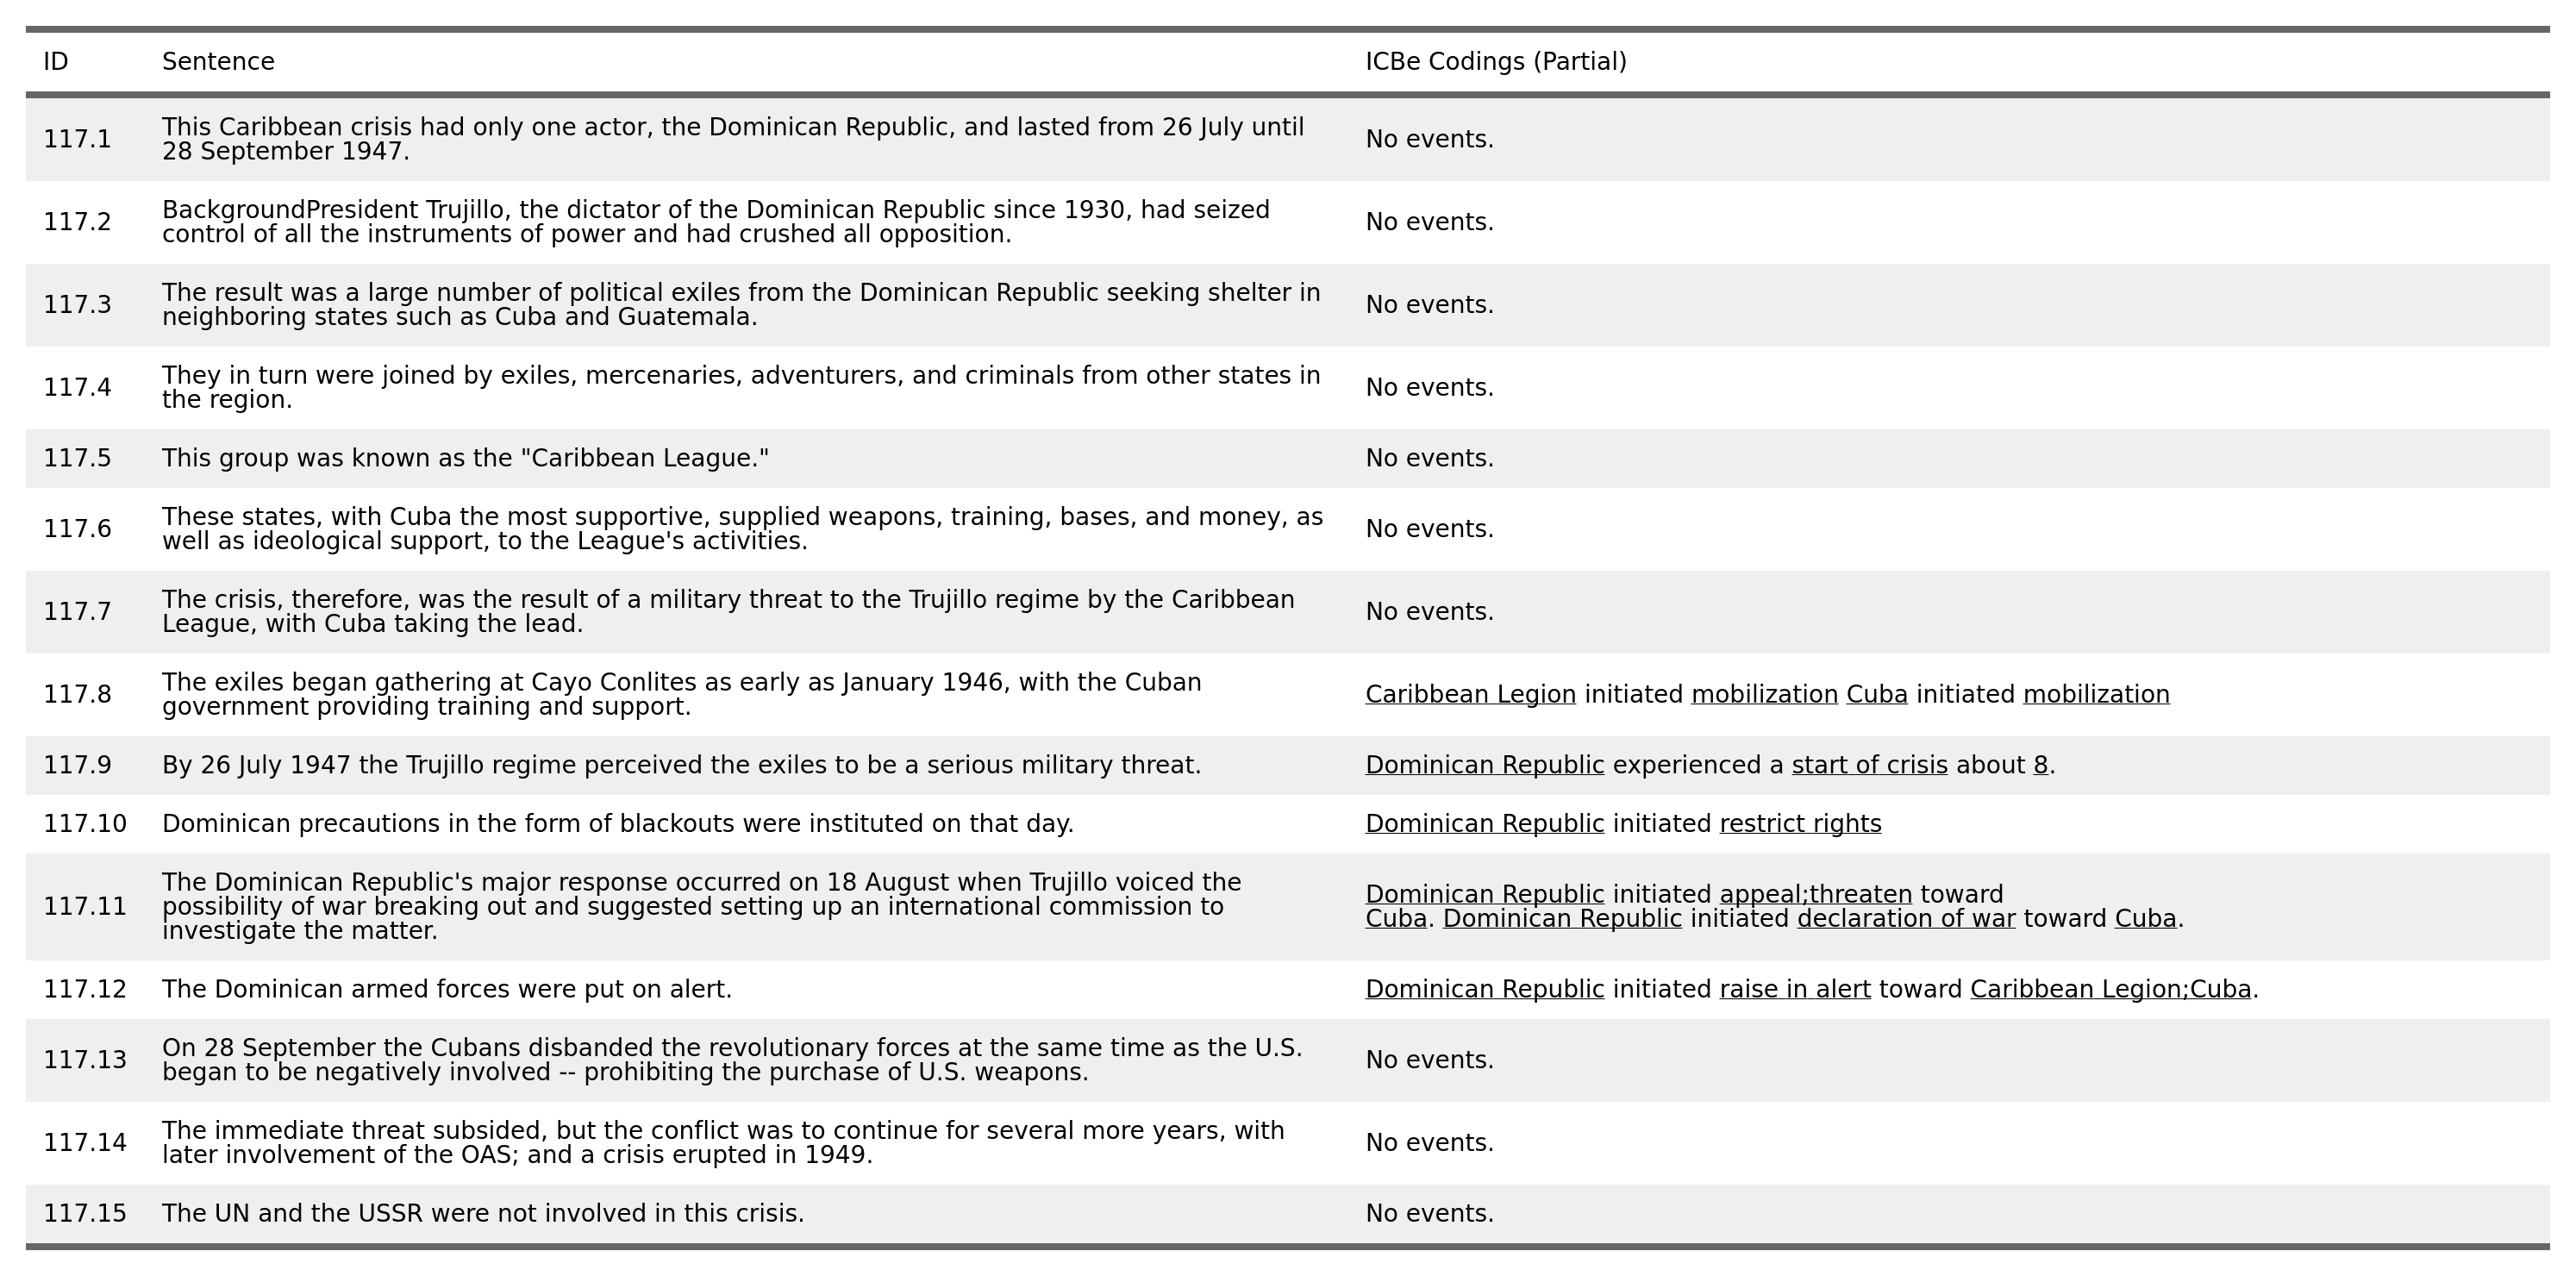 ID Sentence ICBe Codings (Partial)
117.1 This Caribbean crisis had only one actor, the Dominican Republic, and lasted from 26 July until
28 September 1947. No events.
117.2 BackgroundPresident Trujillo, the dictator of the Dominican Republic since 1930, had seized
control of all the instruments of power and had crushed all opposition. No events.
117.3 The result was a large number of political exiles from the Dominican Republic seeking shelter in
neighboring states such as Cuba and Guatemala. No events.
117.4 They in turn were joined by exiles, mercenaries, adventurers, and criminals from other states in
the region. No events.
117.5 This group was known as the "Caribbean League." No events.
117.6 These states, with Cuba the most supportive, supplied weapons, training, bases, and money, as
well as ideological support, to the League's activities. No events.
117.7 The crisis, therefore, was the result of a military threat to the Trujillo regime by the Caribbean
League, with Cuba taking the lead. No events.
117.8 The exiles began gathering at Cayo Conlites as early as January 1946, with the Cuban
government providing training and support. Caribbean Legion initiated mobilization Cuba initiated mobilization
117.9 By 26 July 1947 the Trujillo regime perceived the exiles to be a serious military threat. Dominican Republic experienced a start of crisis about 8.
117.10 Dominican precautions in the form of blackouts were instituted on that day. Dominican Republic initiated restrict rights
117.11 The Dominican Republic's major response occurred on 18 August when Trujillo voiced the
possibility of war breaking out and suggested setting up an international commission to
investigate the matter. Dominican Republic initiated appeal;threaten toward
Cuba. Dominican Republic initiated declaration of war toward Cuba.
117.12 The Dominican armed forces were put on alert. Dominican Republic initiated raise in alert toward Caribbean Legion;Cuba.
117.13 On 28 September the Cubans disbanded the revolutionary forces at the same time as the U.S.
began to be negatively involved -- prohibiting the purchase of U.S. weapons. No events.
117.14 The immediate threat subsided, but the conflict was to continue for several more years, with
later involvement of the OAS; and a crisis erupted in 1949. No events.
117.15 The UN and the USSR were not involved in this crisis. No events.